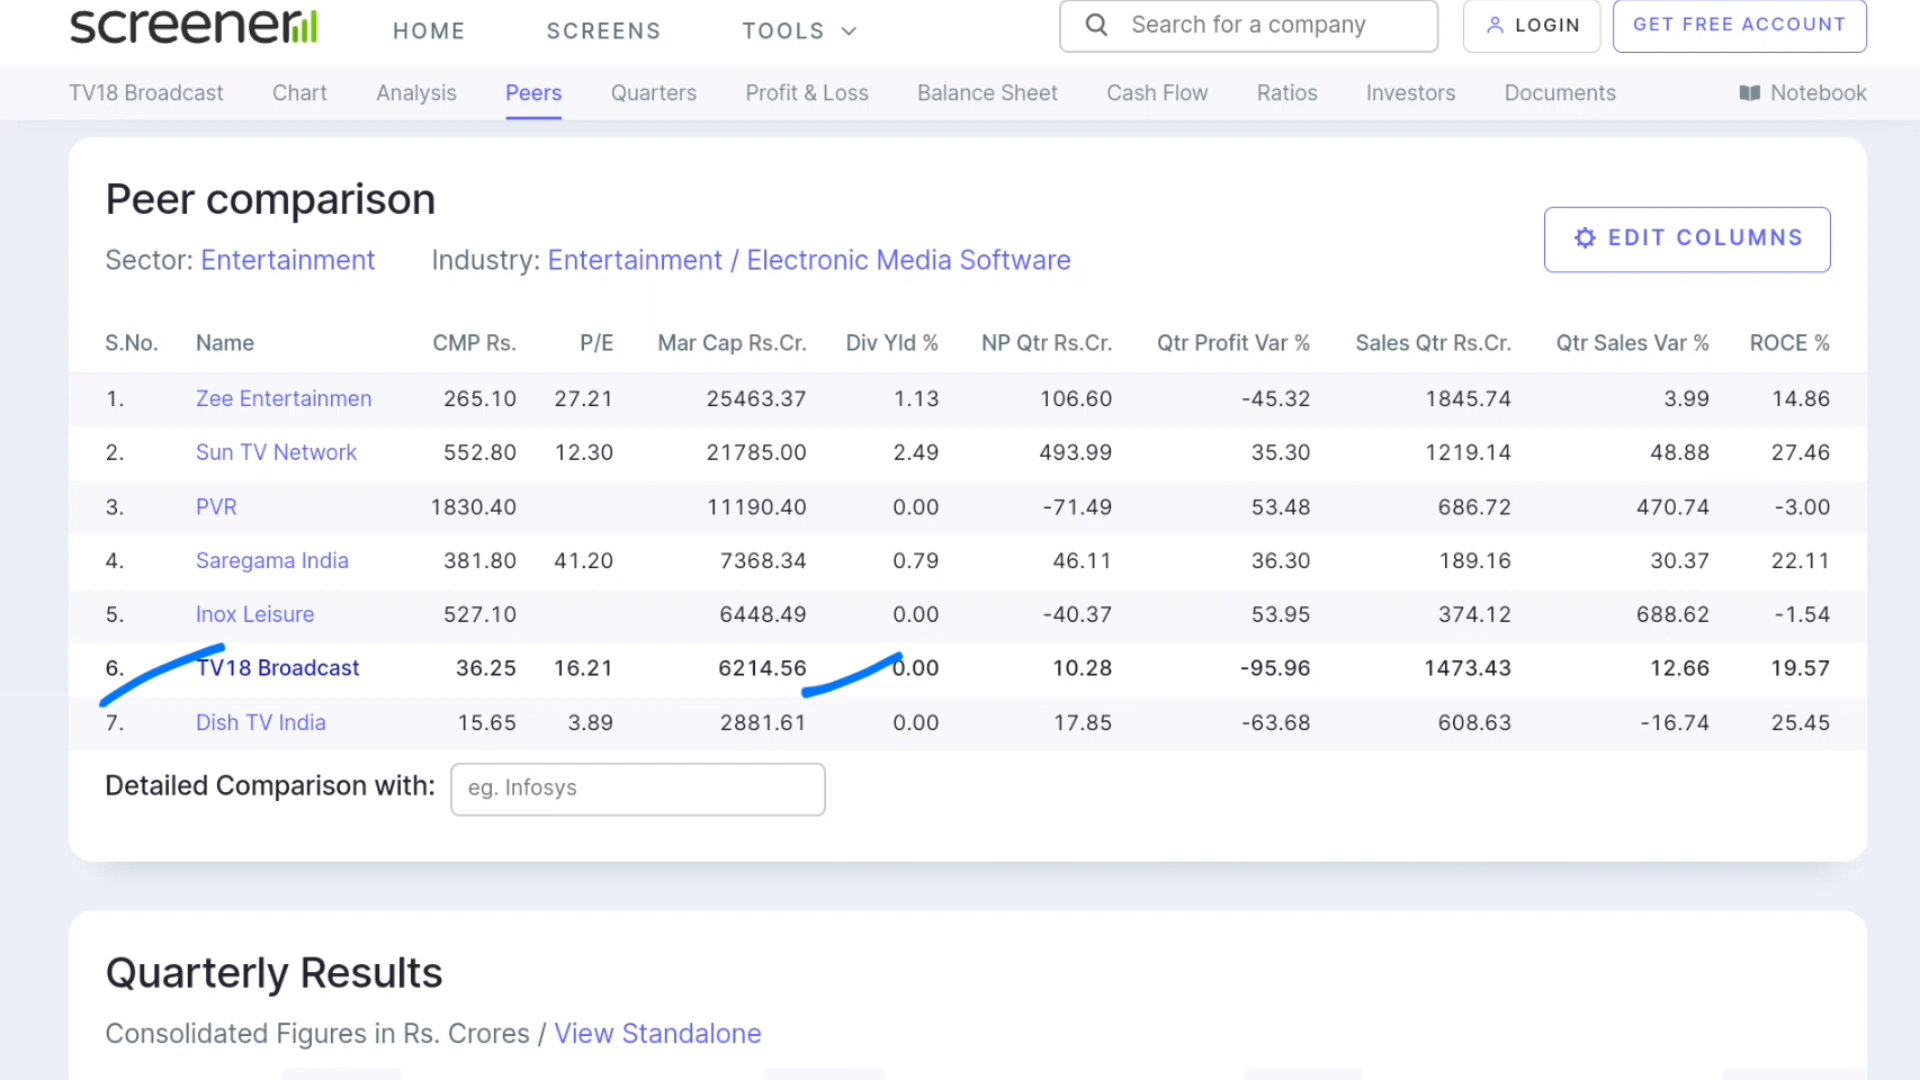 screener
HOME SCREENS TOOLS Search for a company LOGIN GET FREE ACCOUNT
TV18 Broadcast Chart Analysis Peers Quarters Profit & Loss Balance Sheet Cash Flow Ratios Investors Documents Notebook
Peer comparison
Sector: Entertainment Industry: Entertainment / Electronic Media Software
EDIT COLUMNS
S.No. Name CMP Rs. P/E Mar Cap Rs.Cr. Div Yld % NP Qtr Rs.Cr. Qtr Profit Var % Sales Qtr Rs.Cr. Qtr Sales Var % ROCE %
1. Zee Entertainmen 265.10 27.21 25463.37 1.13 106.60 -45.32 1845.74 3.99 14.86
2. Sun TV Network 552.80 12.30 21785.00 2.49 493.99 35.30 1219.14 48.88 27.46
3. PVR 1830.40 11190.40 0.00 -71.49 53.48 686.72 470.74 -3.00
4. Saregama India 381.80 41.20 7368.34 0.79 46.11 36.30 189.16 30.37 22.11
5. Inox Leisure 527.10 6448.49 0.00 -40.37 53.95 374.12 688.62 -1.54
6. TV18 Broadcast 36.25 16.21 6214.56 0.00 10.28 -95.96 1473.43 12.66 19.57
7. Dish TV India 15.65 3.89 2881.61 0.00 17.85 -63.68 608.63 -16.74 25.45
Detailed Comparison with: eg. Infosys
Quarterly Results
Consolidated Figures in Rs. Crores / View Standalone